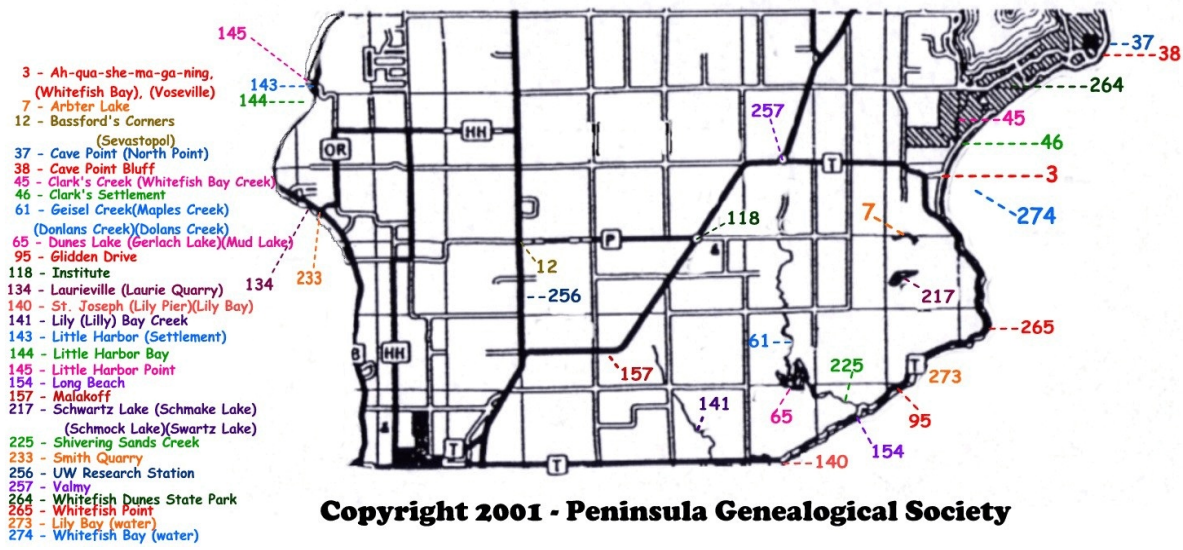 3 - Ah-qua-she-ma-ga-ning,
(Whitefish Bay), (Voseville)
7 - Arbter Lake
12 - Bassford's Corners
(Sevastopol)
37 - Cave Point (North Point)
38 - Cave Point Bluff
45 - Clark's Creek (Whitefish Bay Creek)
46 - Clark's Settlement
61 - Geisel Creek(Maples Creek)
(Donlans Creek)(Dolans Creek)
65 - Dunes Lake (Gerlach Lake)(Mud Lake)
95 - Glidden Drive
118 - Institute
134 - Laurieville (Laurie Quarry)
140 - St. Joseph (Lily Pier)(Lily Bay)
141 - Lily (Lilly) Bay Creek
143 - Little Harbor (Settlement)
144 - Little Harbor Bay
145 - Little Harbor Point
154 - Long Beach
157 - Malakoff
217 - Schwartz Lake (Schmake Lake)
(Schmock Lake)(Swartz Lake)
225 - Shivering Sands Creek
233 - Smith Quarry
256 - UW Research Station
257 - Valmy
264 - Whitefish Dunes State Park
265 - Whitefish Point
273 - Lily Bay (water)
274 - Whitefish Bay (water)
145
143
144
37
38
264
257
45
46
HH
OR
T
3
274
7
118
P
134
233
12
256
217
265
B
HH
61
157
225
T
273
65
141
95
154
T
T
140
Copyright 2001 - Peninsula Genealogical Society